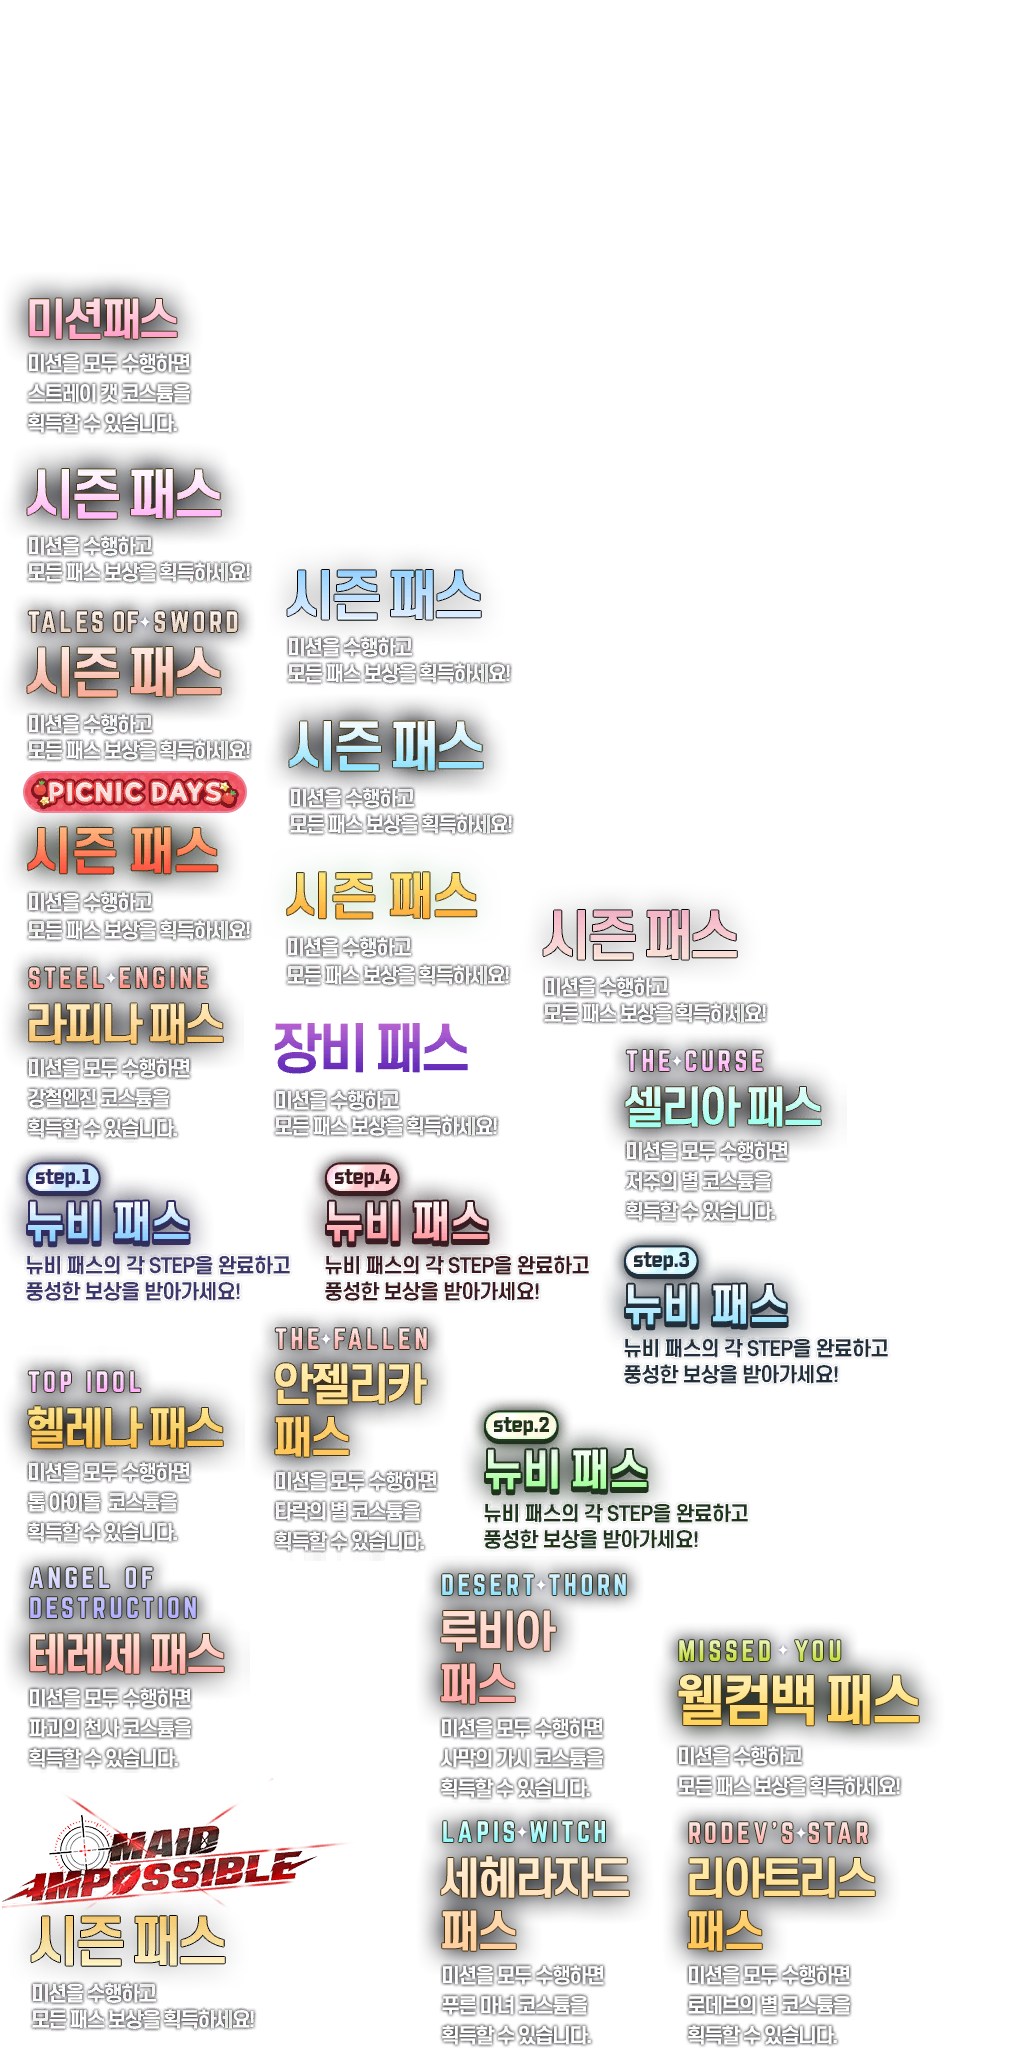 미션패스
미션을 모두 수행하면
스트레이 캣 코스튬을
획득할 수 있습니다.
시즌 패스
미션을 수행하고
모든 패스 보상을 획득하세요!
시즌 패스
미션을 수행하고
모든 패스 보상을 획득하세요!
TALES OF SWORD
시즌 패스
미션을 수행하고
모든 패스 보상을 획득하세요!
시즌 패스
미션을 수행하고
모든 패스 보상을 획득하세요!
PICNIC DAYS
시즌 패스
미션을 수행하고
모든 패스 보상을 획득하세요!
시즌 패스
미션을 수행하고
모든 패스 보상을 획득하세요!
시즌 패스
미션을 수행하고
모든 패스 보상을 획득하세요!
STEEL ENGINE
라피나 패스
미션을 모두 수행하면
강철엔진 코스튬을
획득할 수 있습니다.
장비 패스
미션을 수행하고
모든 패스 보상을 획득하세요!
THE CURSE
셀리아 패스
미션을 모두 수행하면
저주의 별 코스튬을
획득할 수 있습니다.
step.1
뉴비 패스
뉴비 패스의 각 STEP을 완료하고
풍성한 보상을 받아가세요!
step.4
뉴비 패스
뉴비 패스의 각 STEP을 완료하고
풍성한 보상을 받아가세요!
step.3
뉴비 패스
뉴비 패스의 각 STEP을 완료하고
풍성한 보상을 받아가세요!
TOP IDOL
헬레나 패스
미션을 모두 수행하면
톱 아이돌 코스튬을
획득할 수 있습니다.
THE FALLEN
안젤리카
패스
미션을 모두 수행하면
타락의 별 코스튬을
획득할 수 있습니다.
step.2
뉴비 패스
뉴비 패스의 각 STEP을 완료하고
풍성한 보상을 받아가세요!
ANGEL OF
DESTRUCTION
테레제 패스
미션을 모두 수행하면
파괴의 천사 코스튬을
획득할 수 있습니다.
DESERT THORN
루비아
패스
미션을 모두 수행하면
사막의 가시 코스튬을
획득할 수 있습니다.
MISSED YOU
웰컴백 패스
미션을 수행하고
모든 패스 보상을 획득하세요!
MAID
IMPOSSIBLE
시즌 패스
미션을 수행하고
모든 패스 보상을 획득하세요!
LAPIS WITCH
세헤라자드
패스
미션을 모두 수행하면
푸른 마녀 코스튬을
획득할 수 있습니다.
RODEV'S STAR
리아트리스
패스
미션을 모두 수행하면
로데브의 별 코스튬을
획득할 수 있습니다.